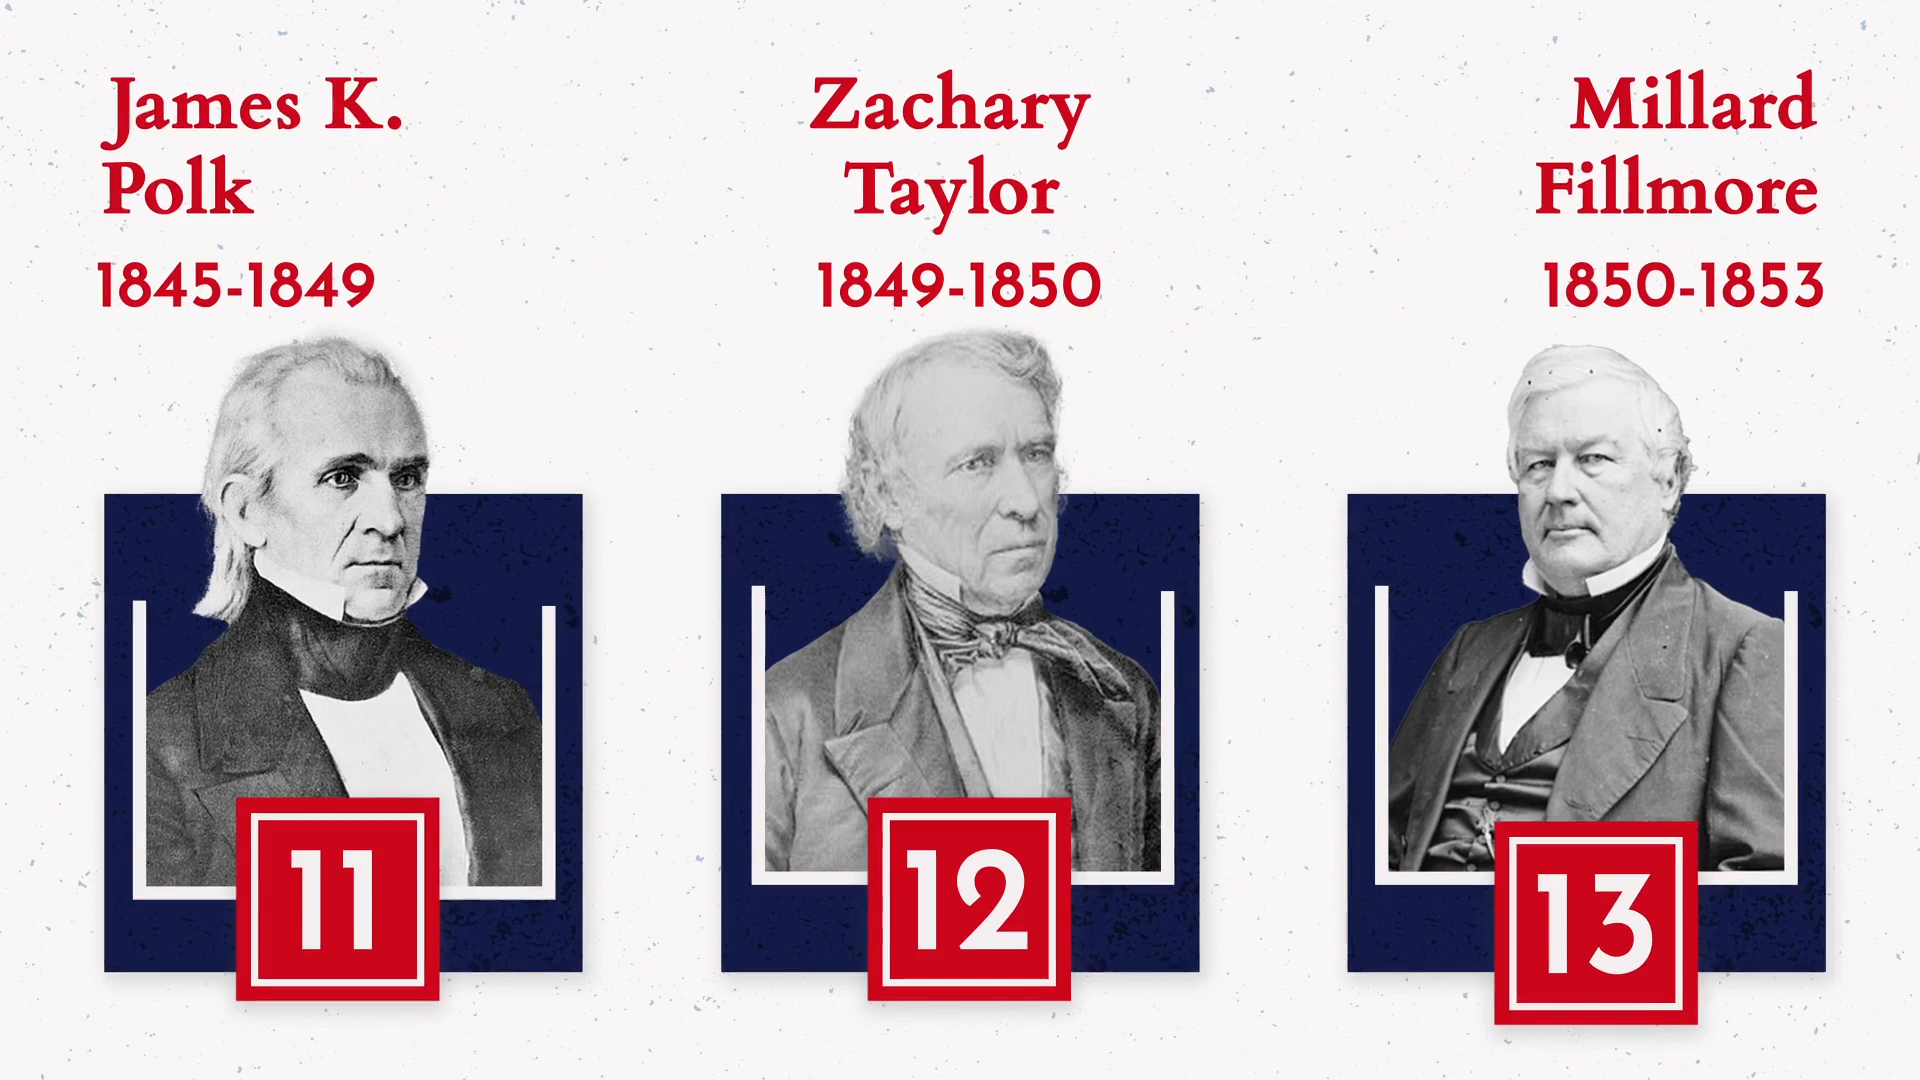 James K.
Polk
1845-1849
11
Zachary
Taylor
1849-1850
12
Millard
Fillmore
1850-1853
13